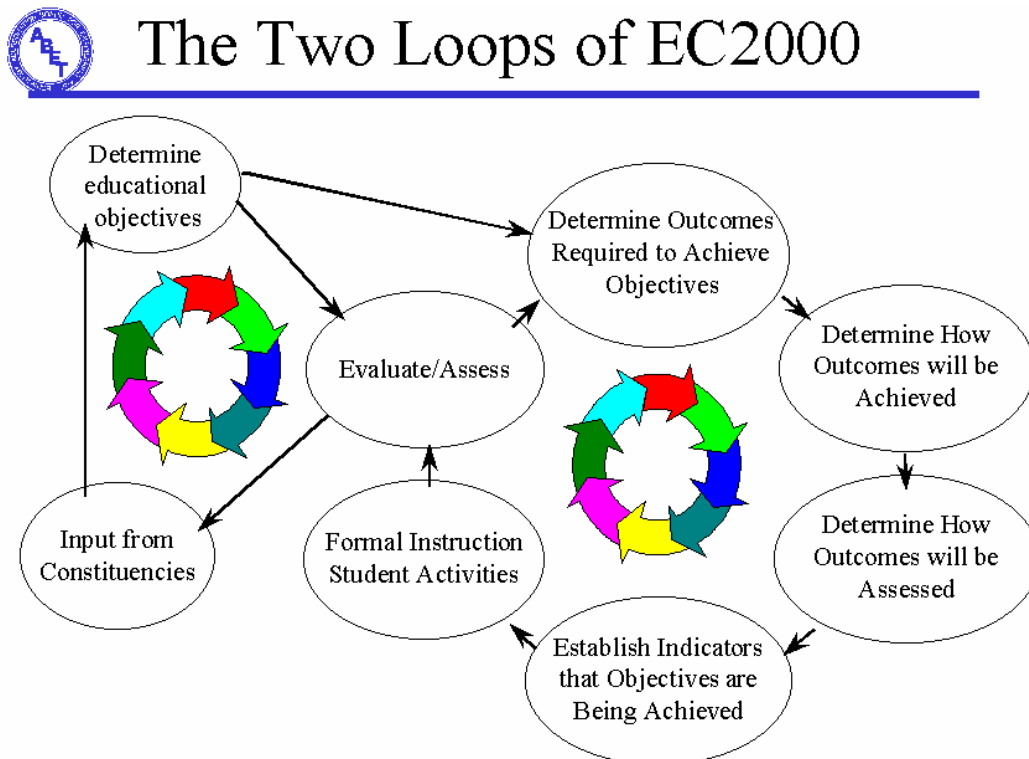 ABET
The Two Loops of EC2000
Determine
educational
objectives
Determine Outcomes
Required to Achieve
Objectives
Evaluate/Assess
Determine How
Outcomes will be
Achieved
Input from
Constituencies
Formal Instruction
Student Activities
Determine How
Outcomes will be
Assessed
Establish Indicators
that Objectives are
Being Achieved